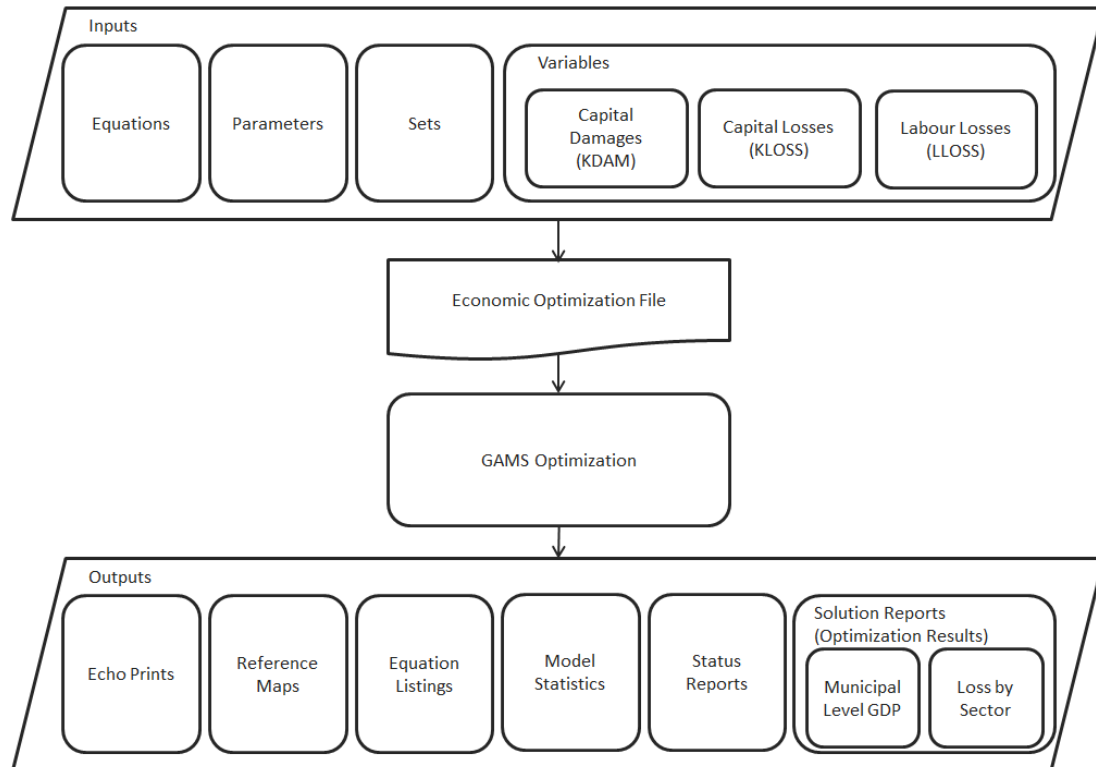 Inputs
Equations
Parameters
Sets
Variables
Capital
Damages
(KDAM)
Capital Losses
(KLOSS)
Labour Losses
(LLOSS)
Economic Optimization File
GAMS Optimization
Outputs
Echo Prints
Reference
Maps
Equation
Listings
Model
Statistics
Status
Reports
Solution Reports
(Optimization Results)
Municipal
Level GDP
Loss by
Sector